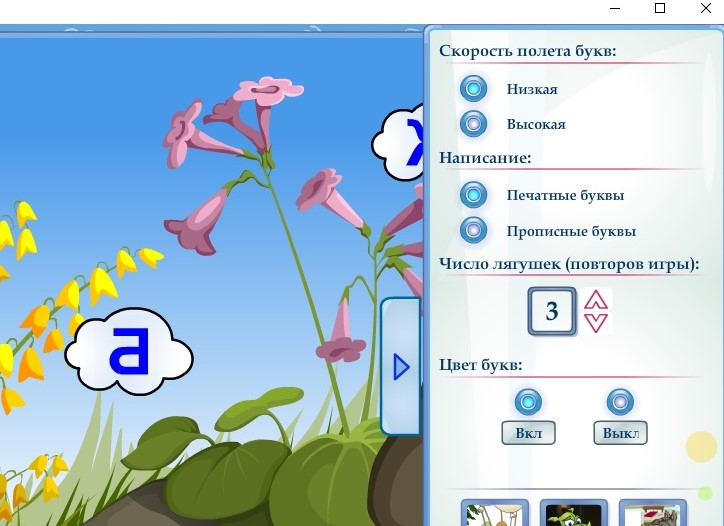 Скорость полета букв:
Низкая
Высокая
Написание:
Печатные буквы
Прописные буквы
Число лягушек (повторов игры):
3
Цвет букв:
Вкл
Выкл
а